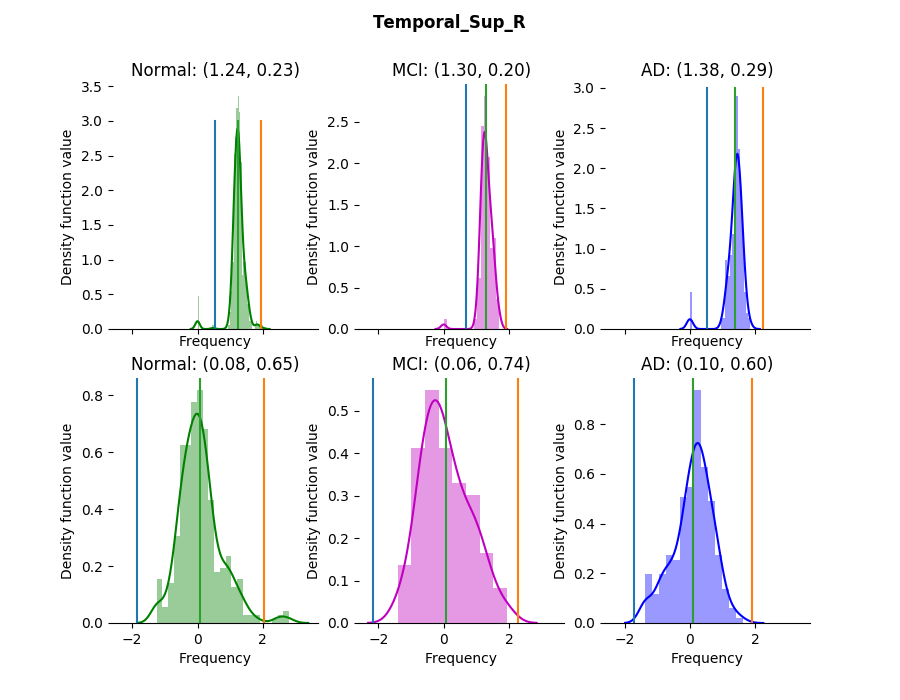 Temporal_Sup_R
Normal: (1.24, 0.23)
MCI: (1.30, 0.20)
AD: (1.38, 0.29)
Density function value
3.5
3.0
2.5
2.0
1.5
1.0
0.5
0.0
Frequency
Density function value
2.5
2.0
1.5
1.0
0.5
0.0
Frequency
Density function value
3.0
2.5
2.0
1.5
1.0
0.5
0.0
Frequency
Normal: (0.08, 0.65)
MCI: (0.06, 0.74)
AD: (0.10, 0.60)
Density function value
0.8
0.6
0.4
0.2
0.0
−2 0 2
Frequency
Density function value
0.5
0.4
0.3
0.2
0.1
0.0
−2 0 2
Frequency
Density function value
0.8
0.6
0.4
0.2
0.0
−2 0 2
Frequency